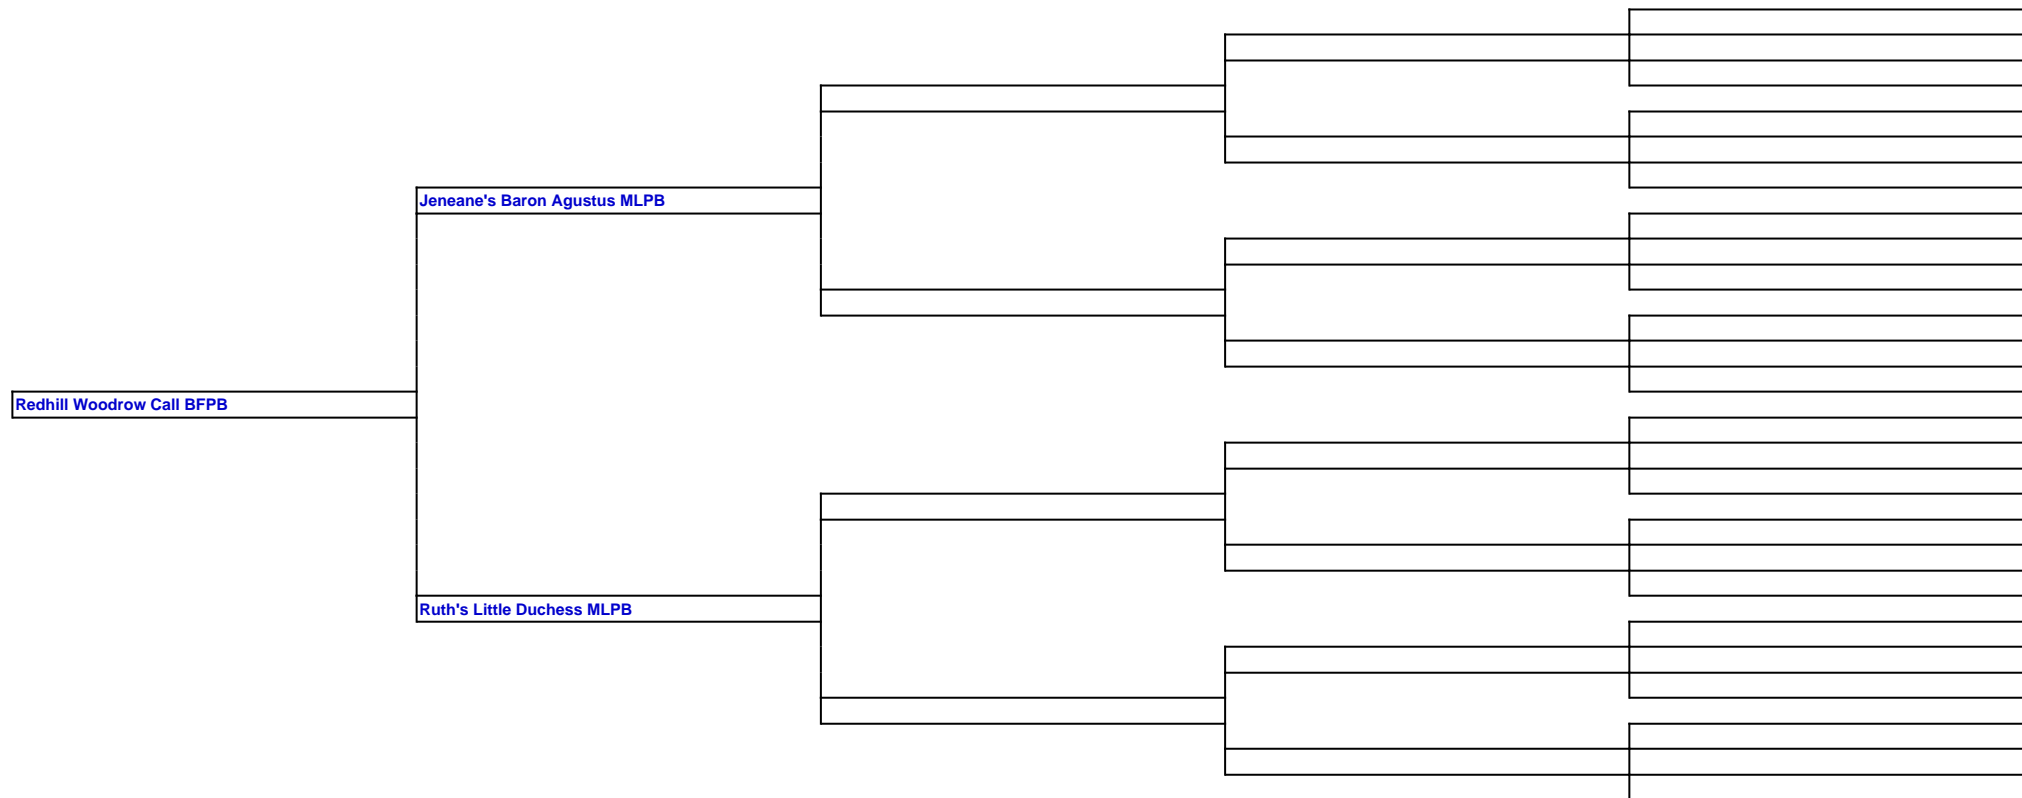 Jeneane's Baron Agustus MLPB
Redhill Woodrow Call BFPB
Ruth's Little Duchess MLPB